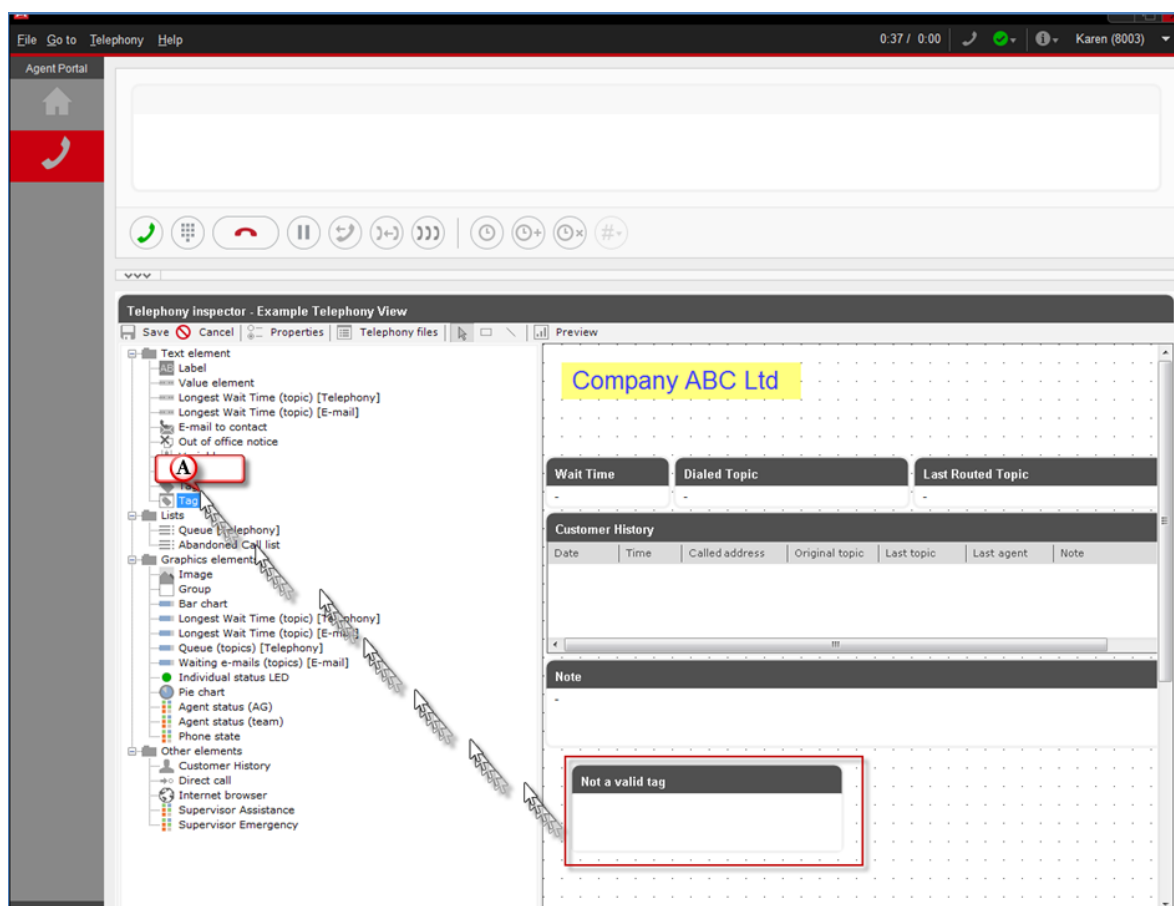 File Go to Telephony Help 0:37 / 0:00 Karen (8003)
Agent Portal
Telephony inspector - Example Telephony View
Save Cancel Properties Telephony files Preview
Text element
AB Label
Value element
Longest Wait Time (topic) [Telephony]
Longest Wait Time (topic) [E-mail]
E-mail to contact
Out of office notice
A
Tag
Lists
Queue [Telephony]
Abandoned Call list
Graphics element
Image
Group
Bar chart
Longest Wait Time (topic) [Telephony]
Longest Wait Time (topic) [E-mail]
Queue (topics) [Telephony]
Waiting e-mails (topics) [E-mail]
Individual status LED
Pie chart
Agent status (AG)
Agent status (team)
Phone state
Other elements
Customer History
Direct call
Internet browser
Supervisor Assistance
Supervisor Emergency
Company ABC Ltd
Wait Time Dialed Topic Last Routed Topic
- - -
Customer History
Date Time Called address Original topic Last topic Last agent Note
Note
-
Not a valid tag